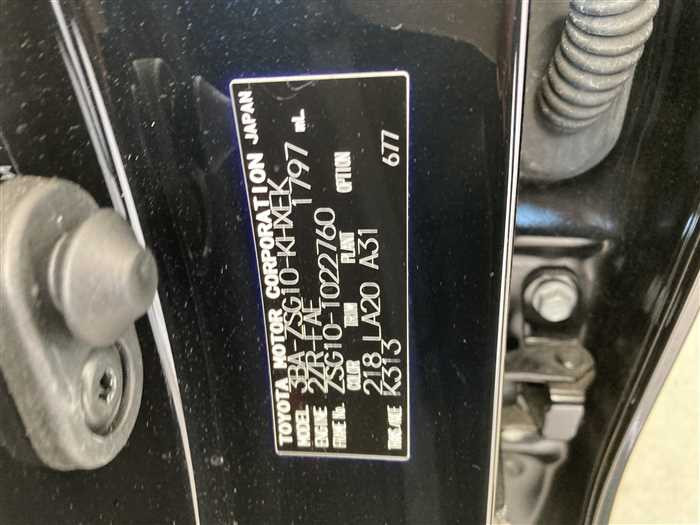 TOYOTA MOTOR CORPORATION JAPAN
MODEL 3BA-ZSG10-KHXEK
ENGINE 2ZR-FAE 1797 mL
FRAME No. ZSG10-1022760
COLOR TRIM PLANT OPTION
218 LA20 A31 677
TRANS./AXLE K313